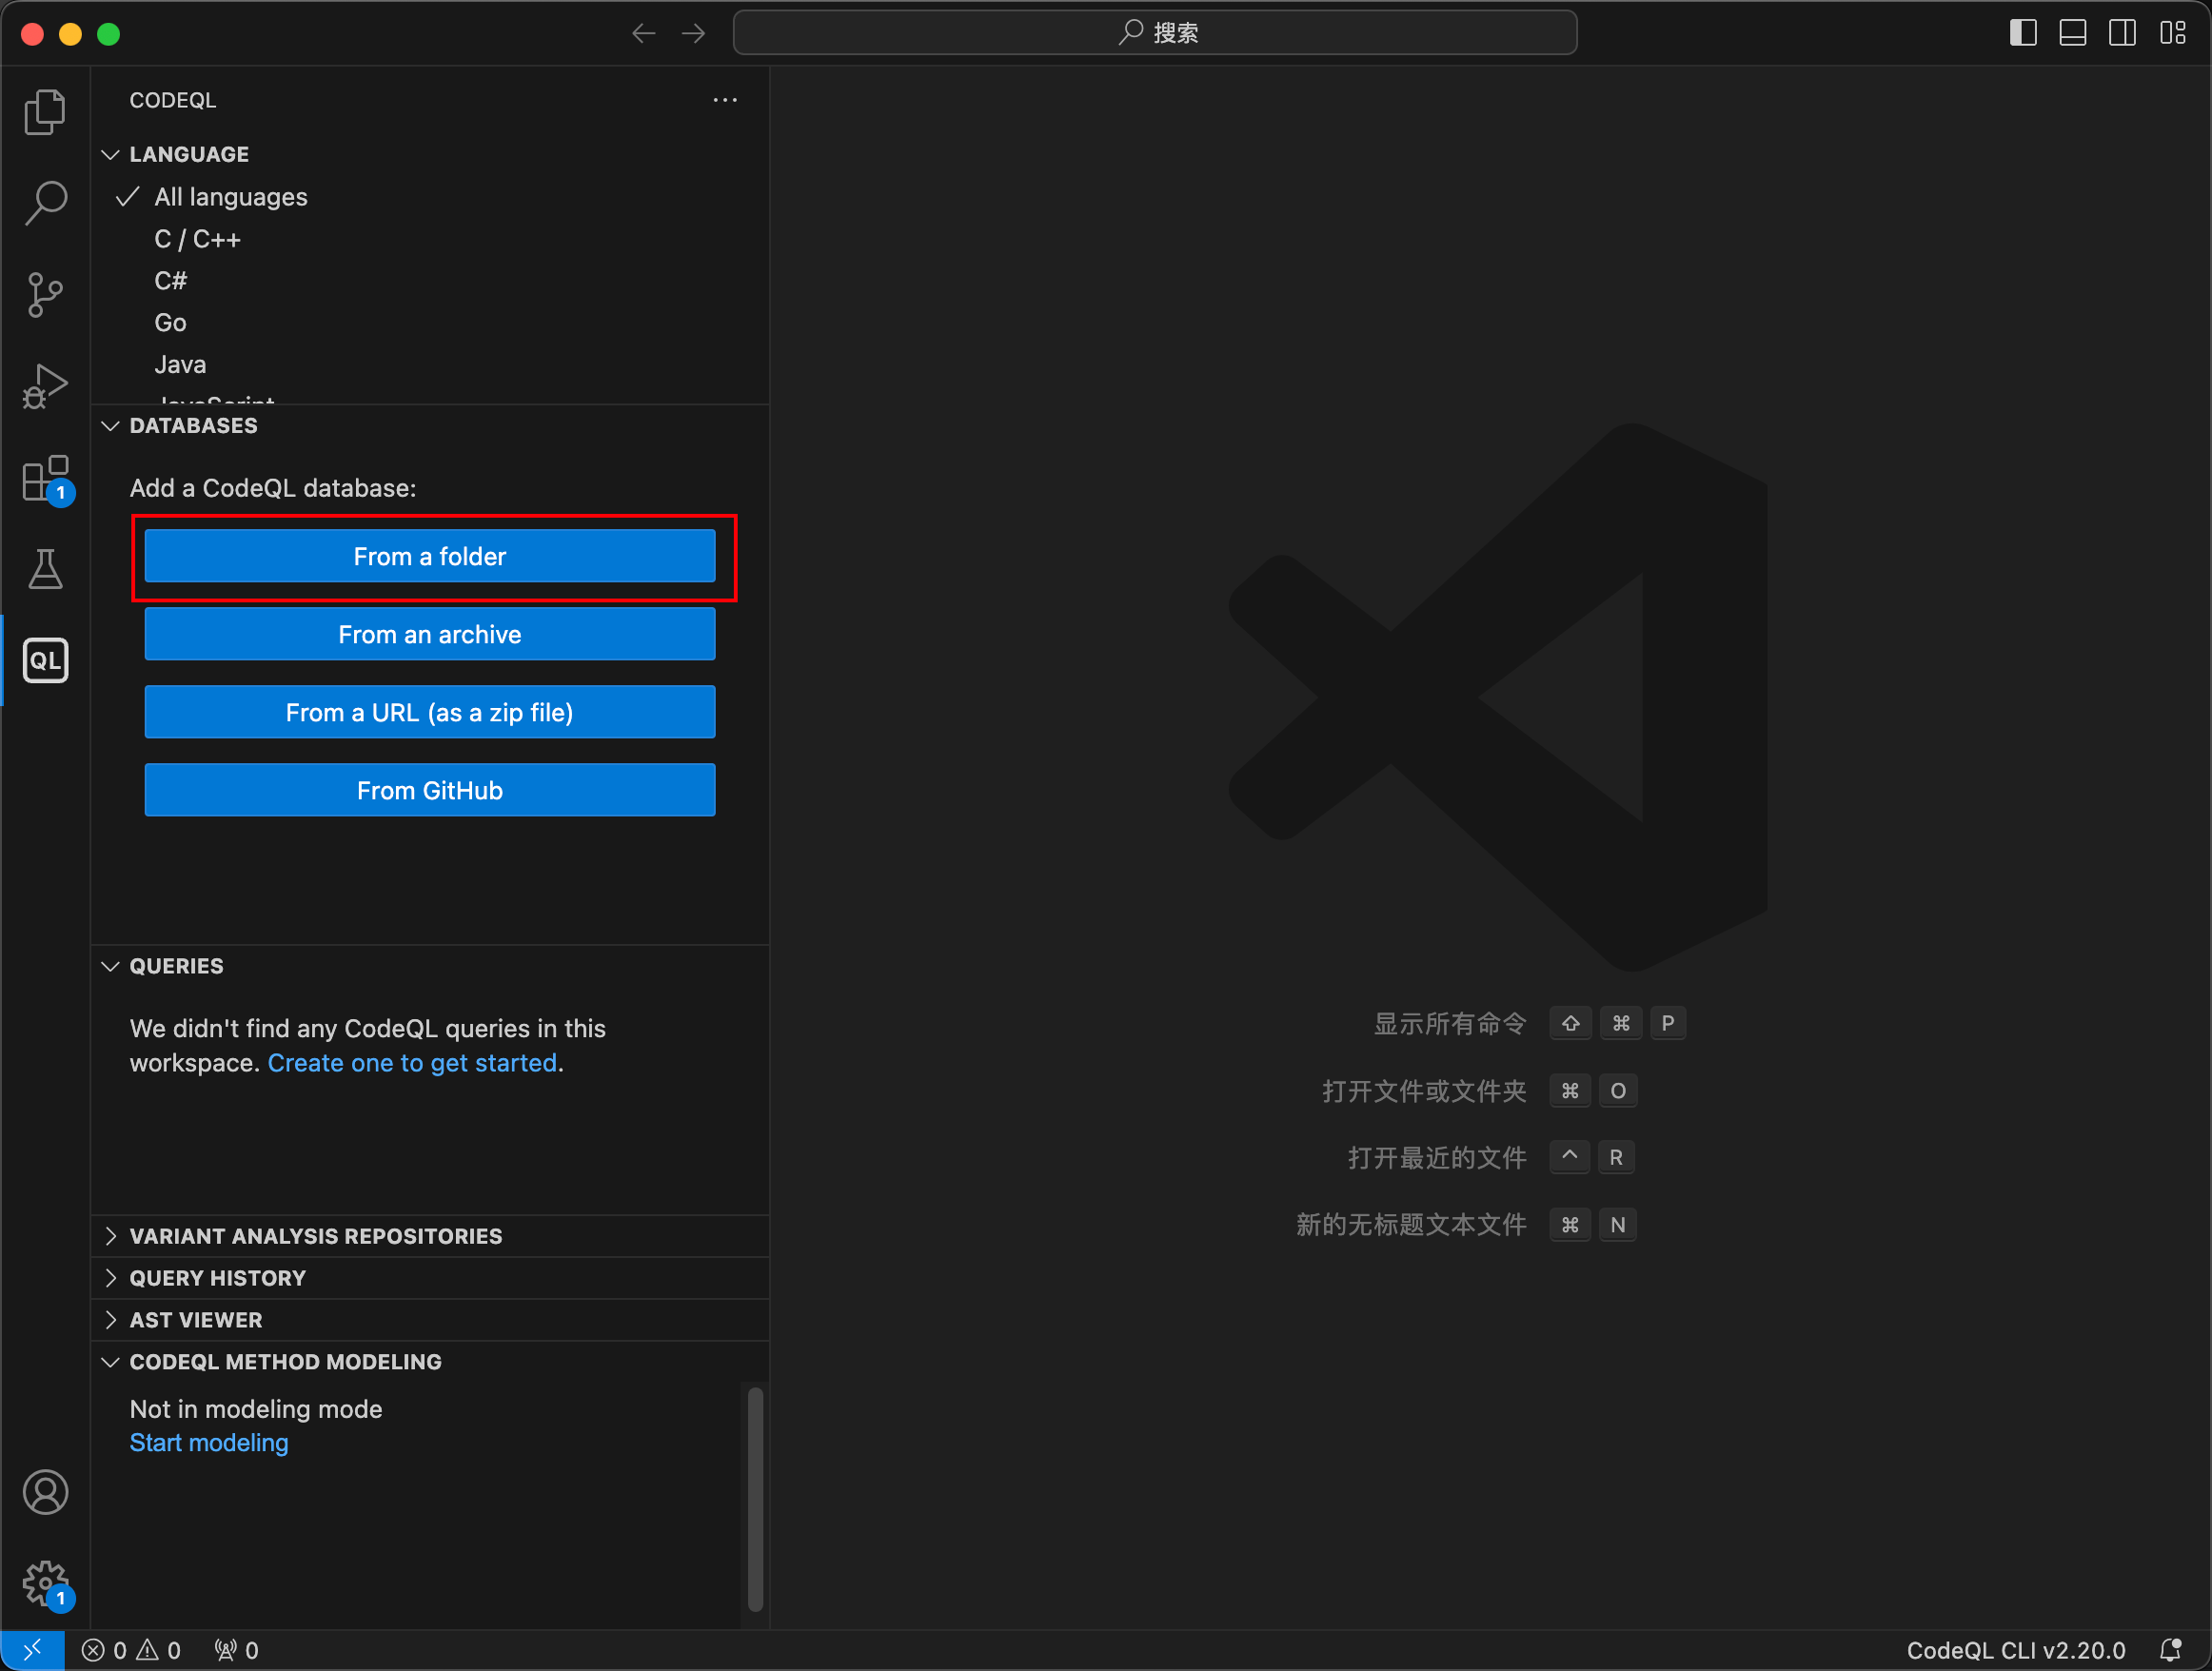 搜索
CODEQL
LANGUAGE
All languages
C / C++
C#
Go
Java
JavaScript
DATABASES
Add a CodeQL database:
From a folder
From an archive
From a URL (as a zip file)
From GitHub
QUERIES
We didn't find any CodeQL queries in this
workspace. Create one to get started.
VARIANT ANALYSIS REPOSITORIES
QUERY HISTORY
AST VIEWER
CODEQL METHOD MODELING
Not in modeling mode
Start modeling
1
QL
1
显示所有命令 ⇧ ⌘ P
打开文件或文件夹 ⌘ O
打开最近的文件 ^ R
新的无标题文本文件 ⌘ N
0 0 0
CodeQL CLI v2.20.0